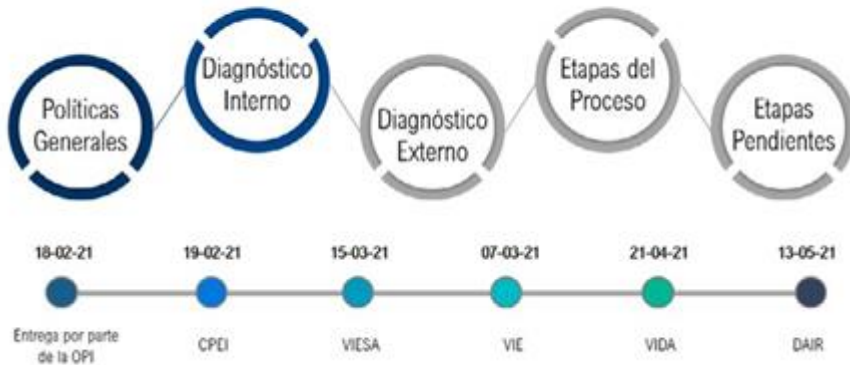 Políticas
Generales
Diagnóstico
Interno
Diagnóstico
Externo
Etapas del
Proceso
Etapas
Pendientes
18-02-21
19-02-21
15-03-21
07-03-21
21-04-21
13-05-21
Entrega por parte
de la OPI
CPEI
VIESA
VIE
VIDA
DAIR